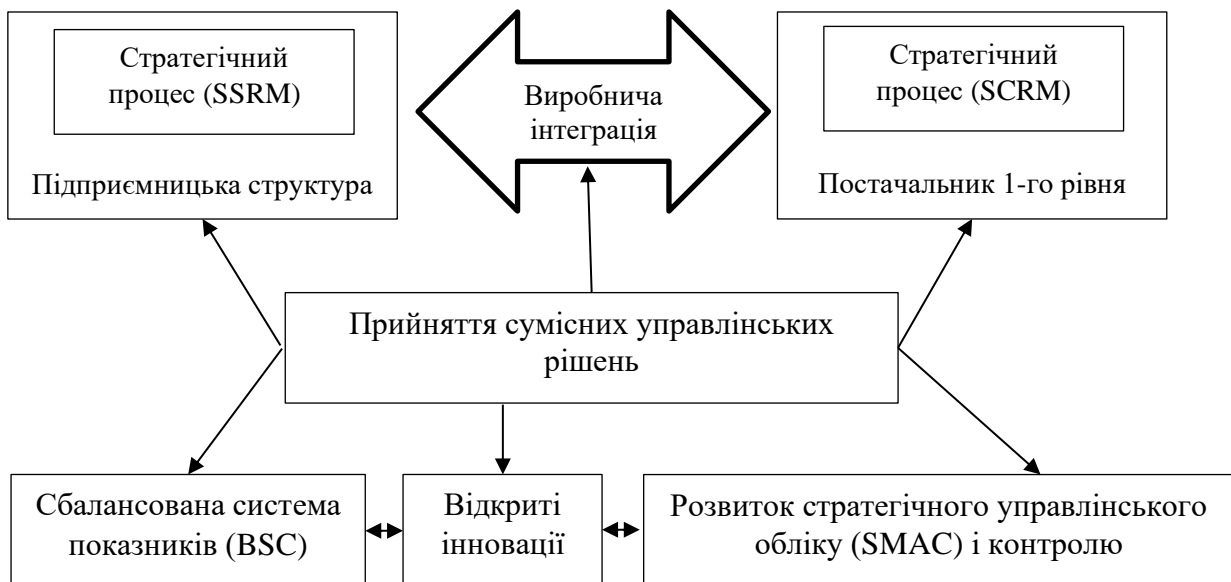 Стратегічний
процес (SSRM)
Підприємницька структура
Виробнича
інтеграція
Стратегічний
процес (SCRM)
Постачальник 1-го рівня
Прийняття сумісних управлінських
рішень
Сбалансована система
показників (BSC)
Відкриті
інновації
Розвиток стратегічного управлінського
обліку (SMAC) і контролю